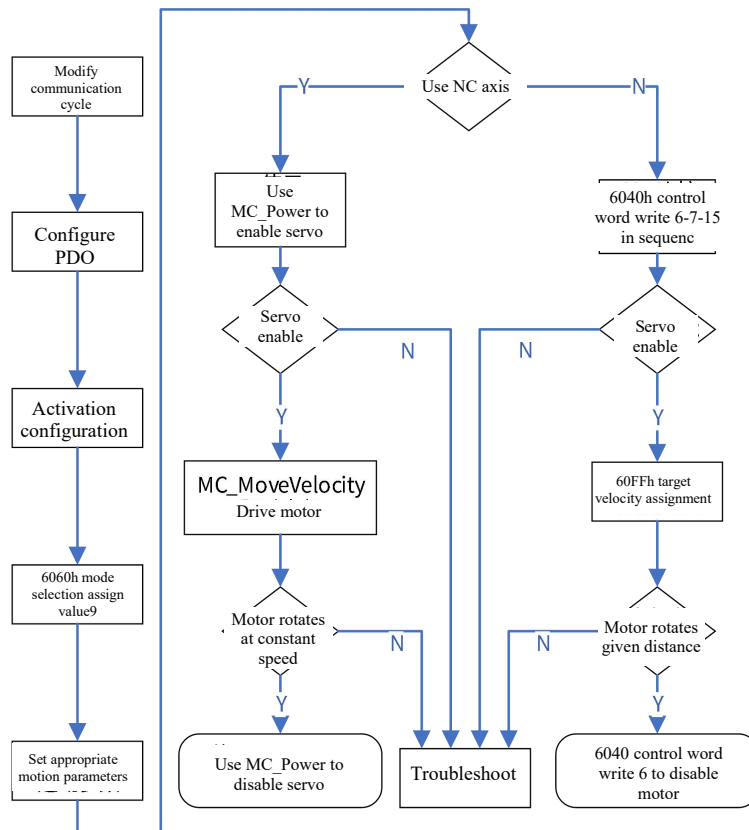 Modify
communication
cycle
Configure
PDO
Activation
configuration
6060h mode
selection assign
value9
Set appropriate
motion parameters
Use NC axis
Y
N
Use
MC_Power to
enable servo
Servo
enable
N
Y
MC_MoveVelocity
Drive motor
Motor rotates
at constant
speed
N
Y
Use MC_Power to
disable servo
Troubleshoot
6040h control
word write 6-7-15
in sequenc
Servo
enable
N
Y
60FFh target
velocity assignment
Motor rotates
given distance
N
Y
6040 control word
write 6 to disable
motor